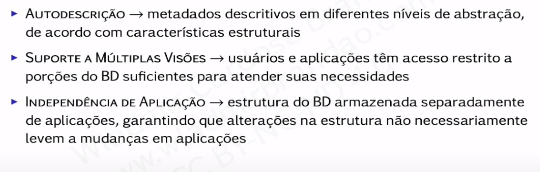 ▸ Autodescrição → metadados descritivos em diferentes níveis de abstração,
de acordo com características estruturais
▸ Suporte a Múltiplas Visões → usuários e aplicações têm acesso restrito a
porções do BD suficientes para atender suas necessidades
▸ Independência de Aplicação → estrutura do BD armazenada separadamente
de aplicações, garantindo que alterações na estrutura não necessariamente
levem a mudanças em aplicações